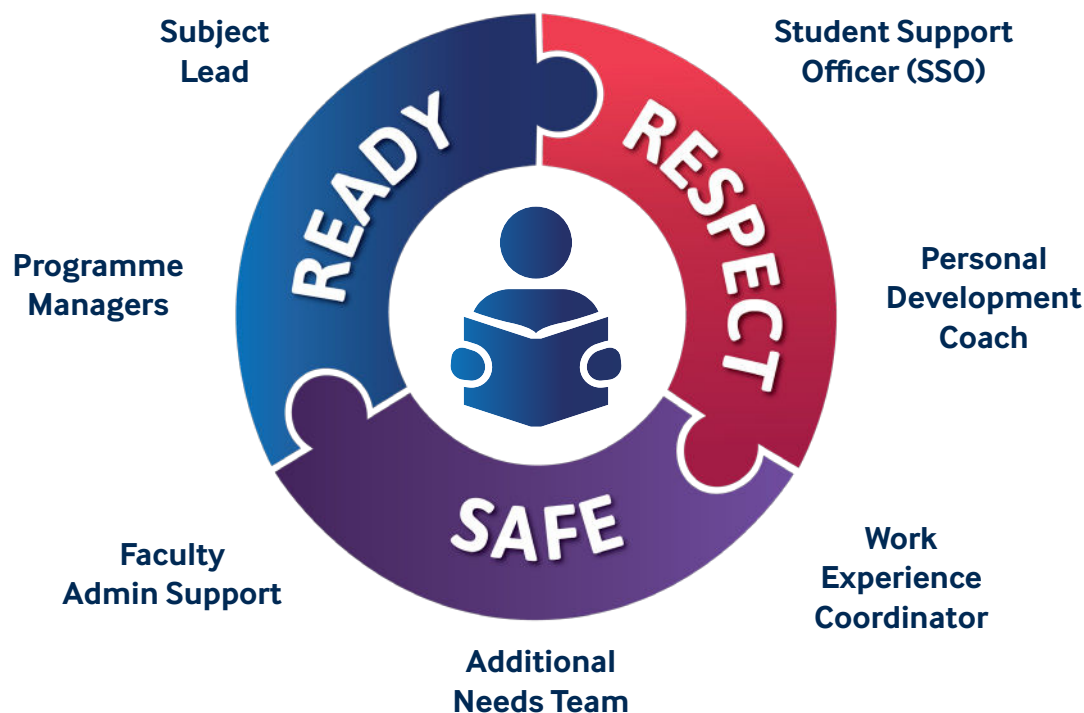 Subject
Lead
Student Support
Officer (SSO)
READY
RESPECT
Programme
Managers
Personal
Development
Coach
SAFE
Faculty
Admin Support
Work
Experience
Coordinator
Additional
Needs Team